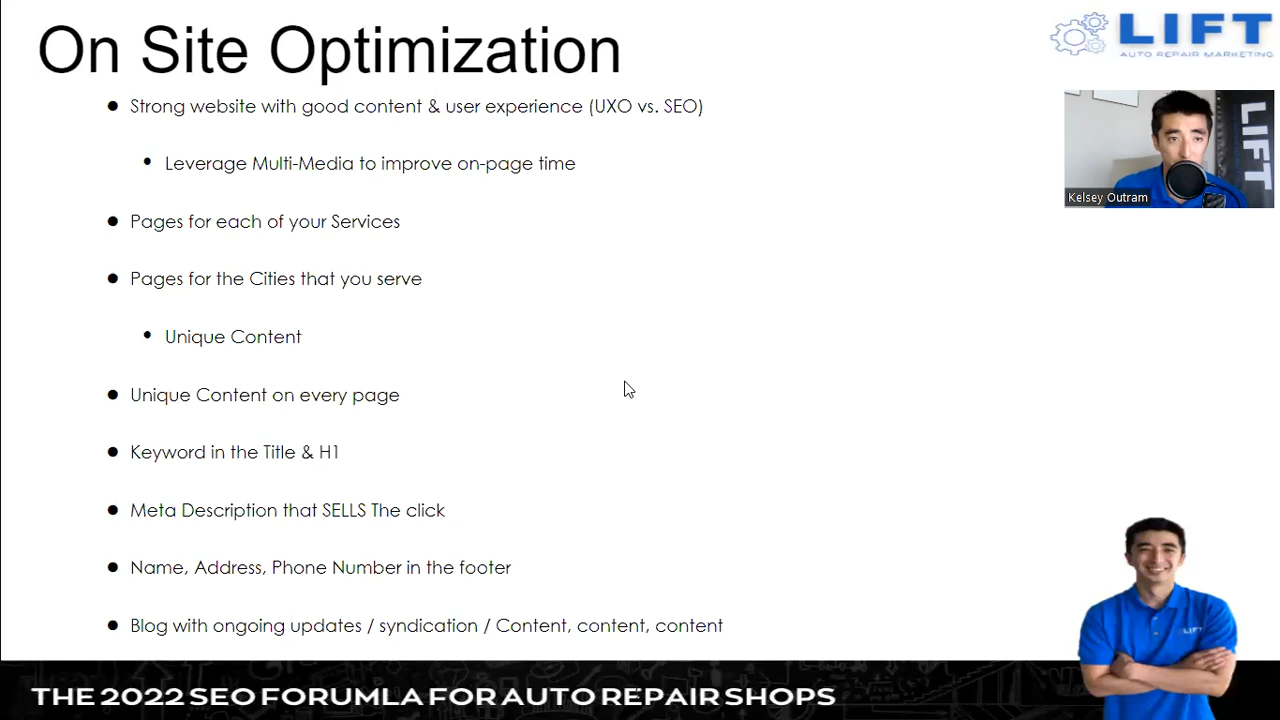 On Site Optimization
LIFT
AUTO REPAIR MARKETING
Strong website with good content & user experience (UXO vs. SEO)
Leverage Multi-Media to improve on-page time
LIFT
Kelsey Outram
Pages for each of your Services
Pages for the Cities that you serve
Unique Content
Unique Content on every page
Keyword in the Title & H1
Meta Description that SELLS The click
Name, Address, Phone Number in the footer
Blog with ongoing updates / syndication / Content, content, content
LIFT
THE 2022 SEO FORUMLA FOR AUTO REPAIR SHOPS